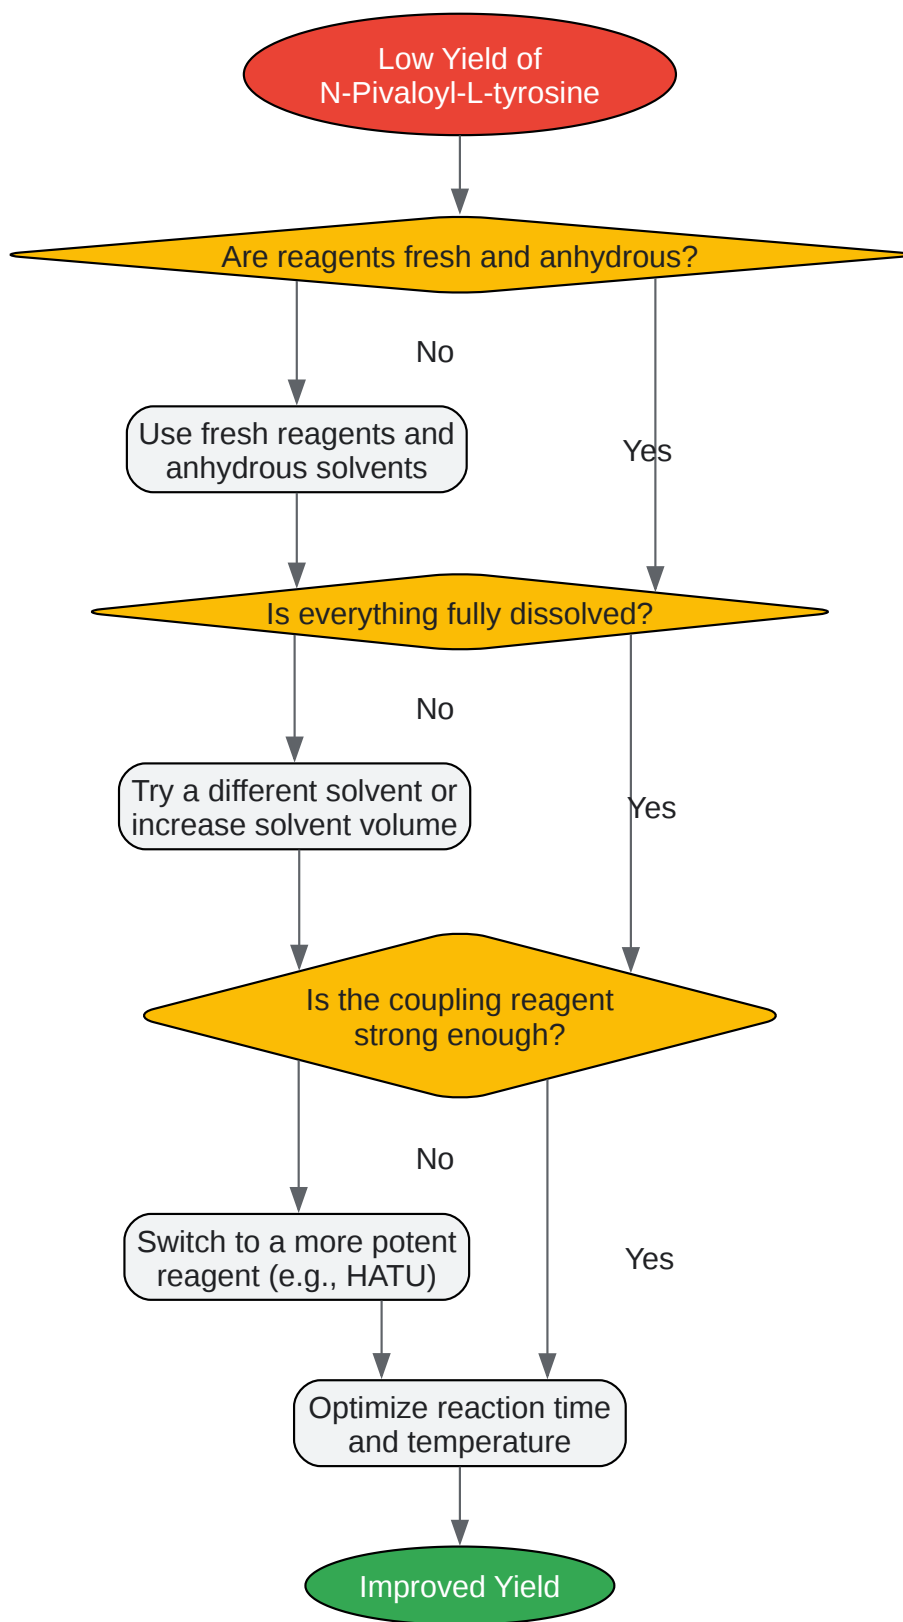 Low Yield of
N-Pivaloyl-L-tyrosine
Are reagents fresh and anhydrous?
No
Use fresh reagents and
anhydrous solvents
Yes
Is everything fully dissolved?
No
Try a different solvent or
increase solvent volume
Yes
Is the coupling reagent
strong enough?
No
Switch to a more potent
reagent (e.g., HATU)
Yes
Optimize reaction time
and temperature
Improved Yield